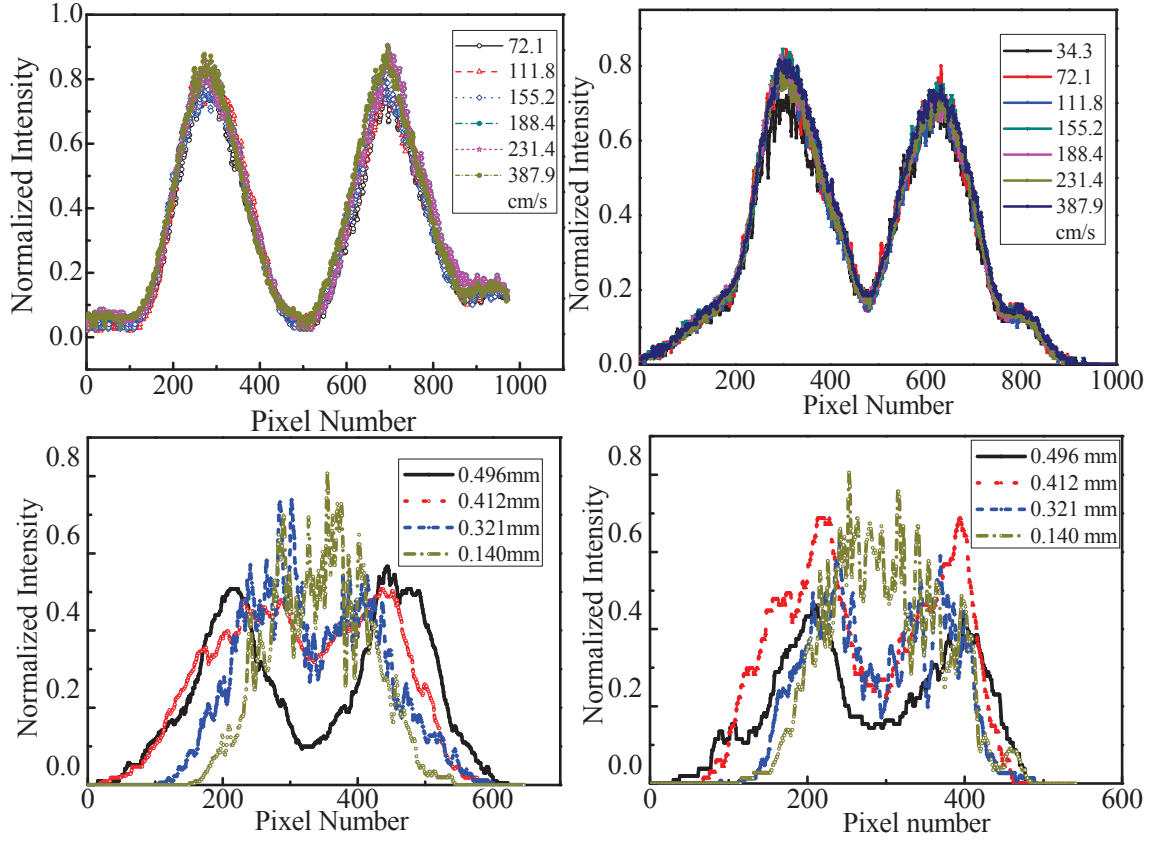 1.0
0.8
0.6
0.4
0.2
0.0
Normalized Intensity
72.1
111.8
155.2
188.4
231.4
387.9
cm/s
0 200 400 600 800 1000
Pixel Number
0.8
0.6
0.4
0.2
0.0
Normalized Intensity
34.3
72.1
111.8
155.2
188.4
231.4
387.9
cm/s
0 200 400 600 800 1000
Pixel Number
0.8
0.6
0.4
0.2
0.0
Normalized Intensity
0.496mm
0.412mm
0.321mm
0.140mm
0 200 400 600
Pixel Number
0.8
0.6
0.4
0.2
0.0
Normalized Intensity
0.496 mm
0.412 mm
0.321 mm
0.140 mm
0 200 400 600
Pixel number